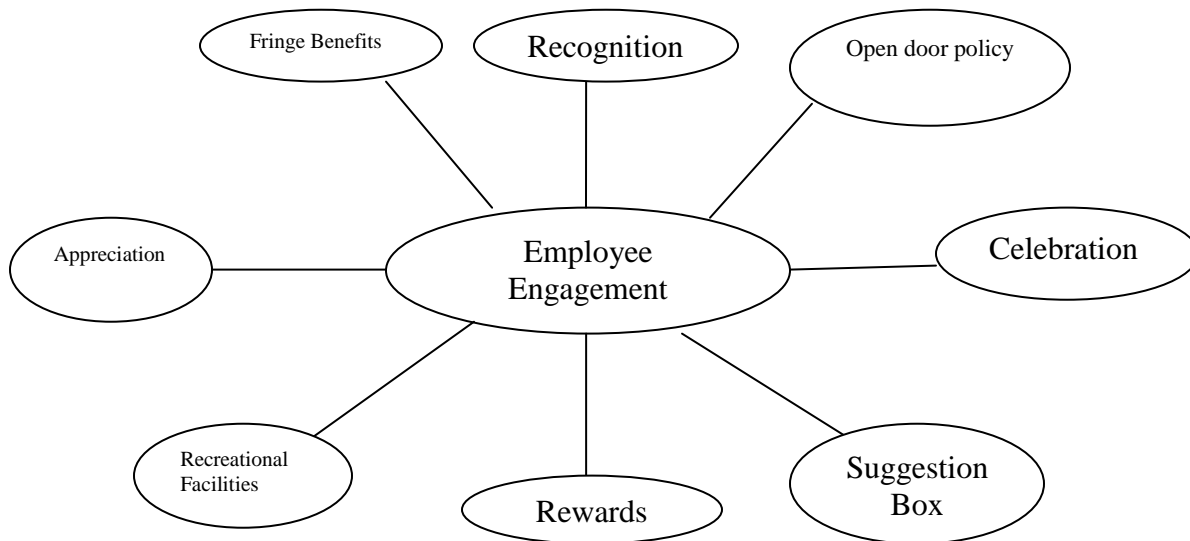 Fringe Benefits
Recognition
Open door policy
Appreciation
Employee
Engagement
Celebration
Recreational
Facilities
Rewards
Suggestion
Box